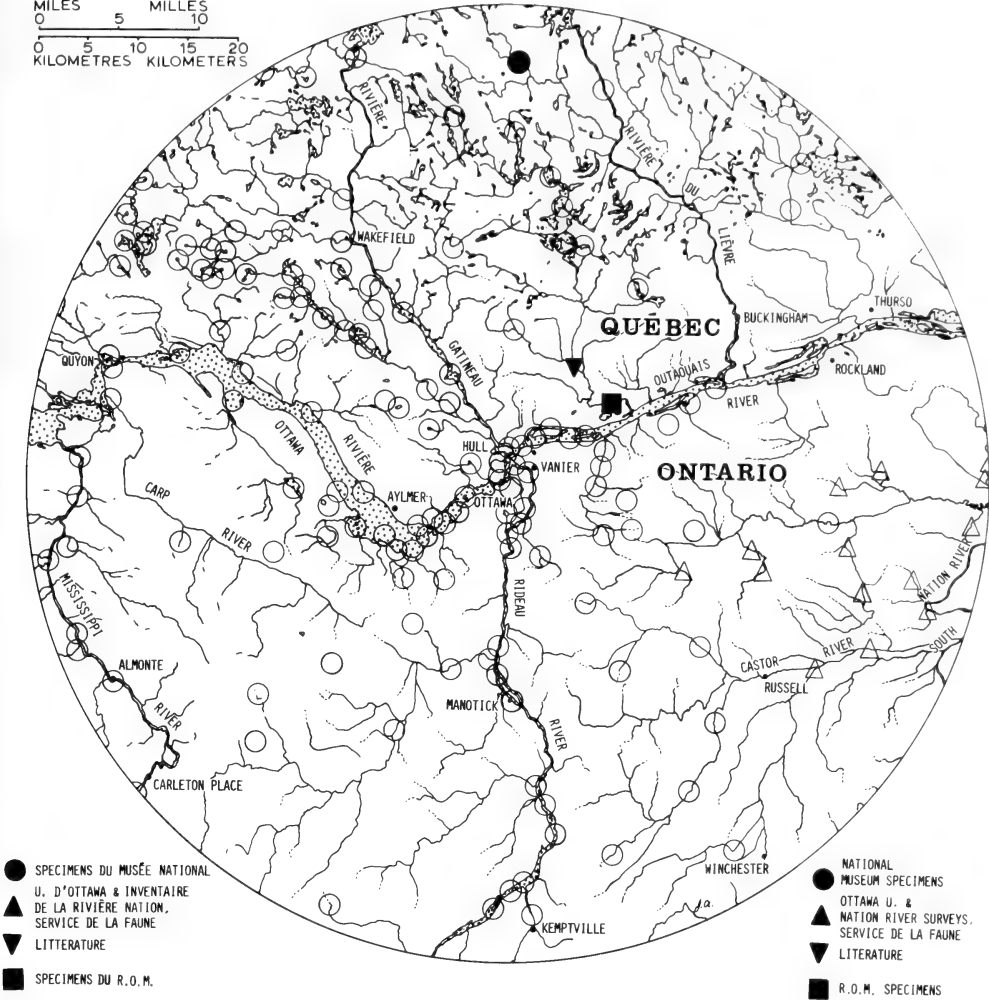 MILES MILLES
0 5 10
0 5 10 15 20
KILOMETRES KILOMETERS
RIVIÈRE
RIVIÈRE
DU
LIÈVRE
WAKEFIELD
THURSO
QUÉBEC
BUCKINGHAM
QUYON
GATINEAU
OUTAOUAIS
ROCKLAND
RIVER
OTTAWA
RIVIÈRE
HULL
VANIER
ONTARIO
CARP
RIVER
AYLMER
OTTAWA
MISSISSIPPI
RIDEAU
NATION RIVER
SOUTH
ALMONTE
CASTOR
RIVER
RUSSELL
MANOTICK
RIVER
RIVER
CARLETON PLACE
WINCHESTER
J.a.
KEMPTVILLE
SPECIMENS DU MUSÉE NATIONAL
U. D'OTTAWA & INVENTAIRE
DE LA RIVIÈRE NATION,
SERVICE DE LA FAUNE
LITTERATURE
SPECIMENS DU R.O.M.
NATIONAL
MUSEUM SPECIMENS
OTTAWA U. &
NATION RIVER SURVEYS,
SERVICE DE LA FAUNE
LITERATURE
R.O.M. SPECIMENS